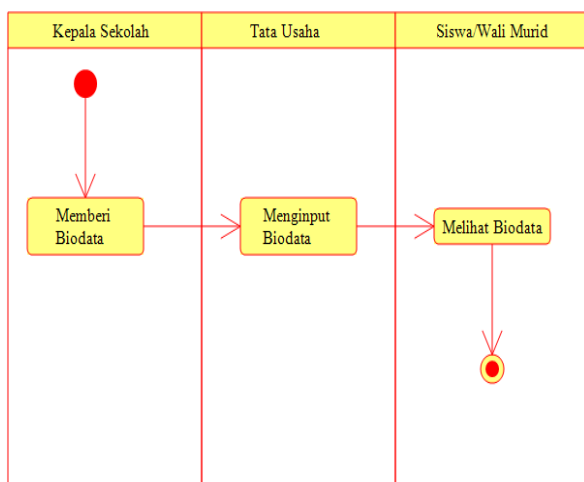 Kepala Sekolah
Tata Usaha
Siswa/Wali Murid
Memberi
Biodata
Menginput
Biodata
Melihat Biodata